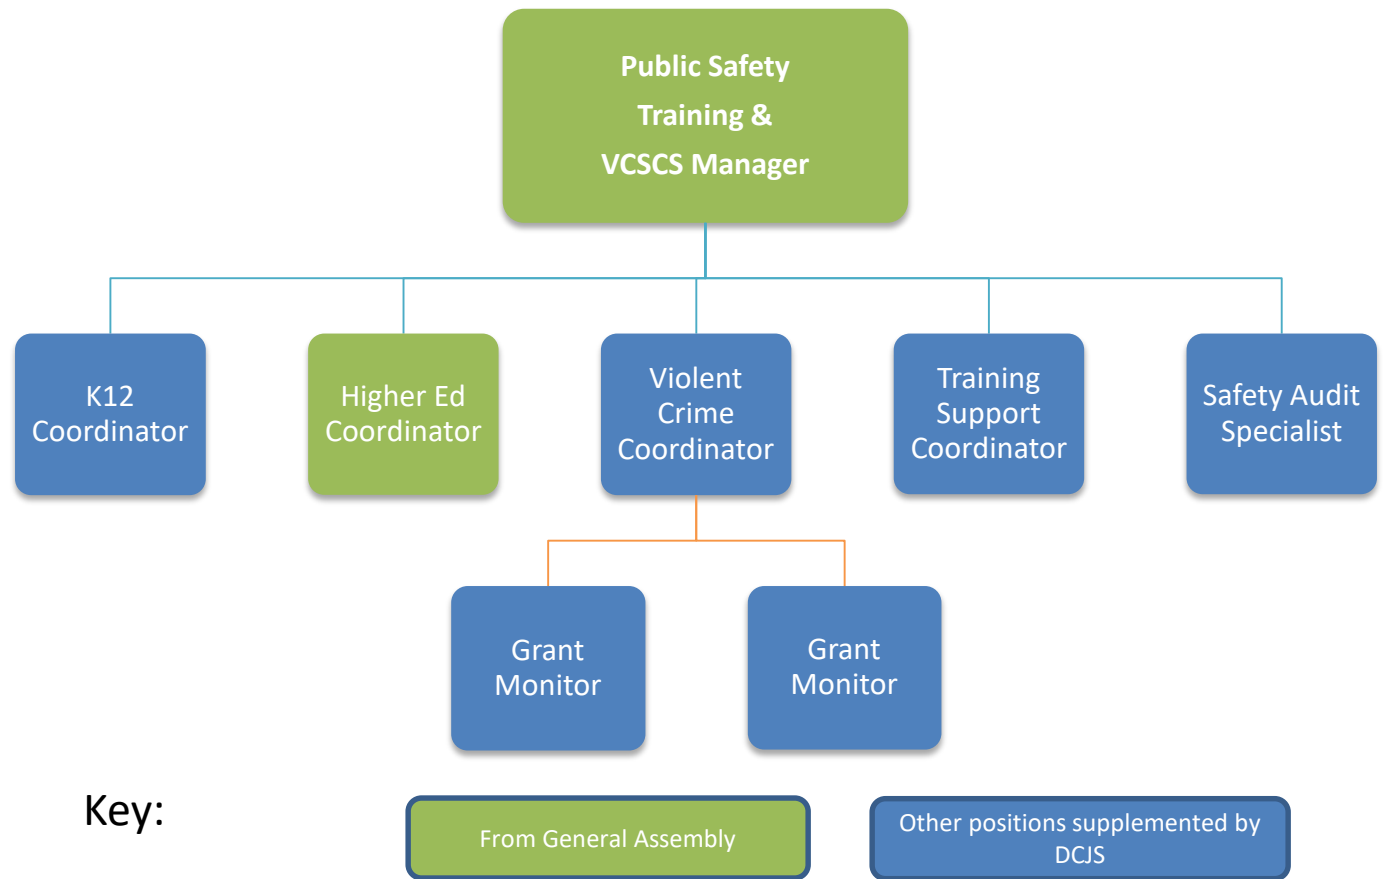 Public Safety
Training &
VCSCS Manager
K12
Coordinator
Higher Ed
Coordinator
Violent
Crime
Coordinator
Training
Support
Coordinator
Safety Audit
Specialist
Grant
Monitor
Grant
Monitor
Key:
From General Assembly
Other positions supplemented by
DCJS